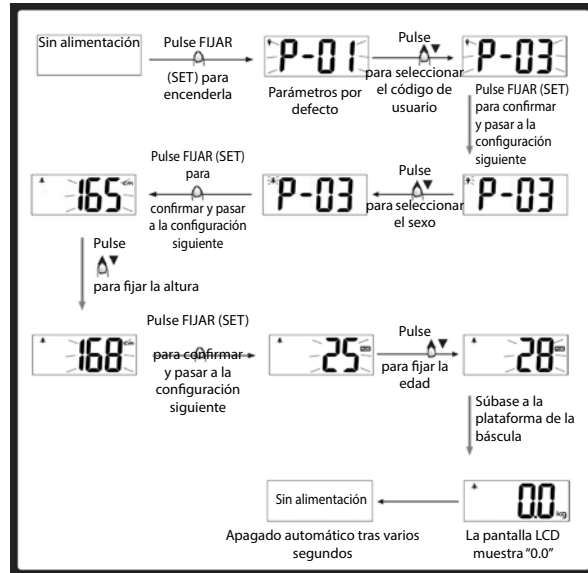 Sin alimentación
Pulse FIJAR
(SET) para
encenderla
P-01
Parámetros por
defecto
Pulse
para seleccionar
el código de
usuario
P-03
Pulse FIJAR (SET)
para confirmar
y pasar a la
configuración
siguiente
P-03
Pulse
para seleccionar
el sexo
P-03
Pulse FIJAR (SET)
para
confirmar y pasar
a la configuración
siguiente
165 cm
Pulse
para fijar la altura
168 cm
Pulse FIJAR (SET)
para confirmar
y pasar a la
configuración
siguiente
25
Pulse
para fijar la
edad
28
Súbase a la
plataforma de la
báscula
0.0 kg
La pantalla LCD
muestra “0.0”
Sin alimentación
Apagado automático tras varios
segundos